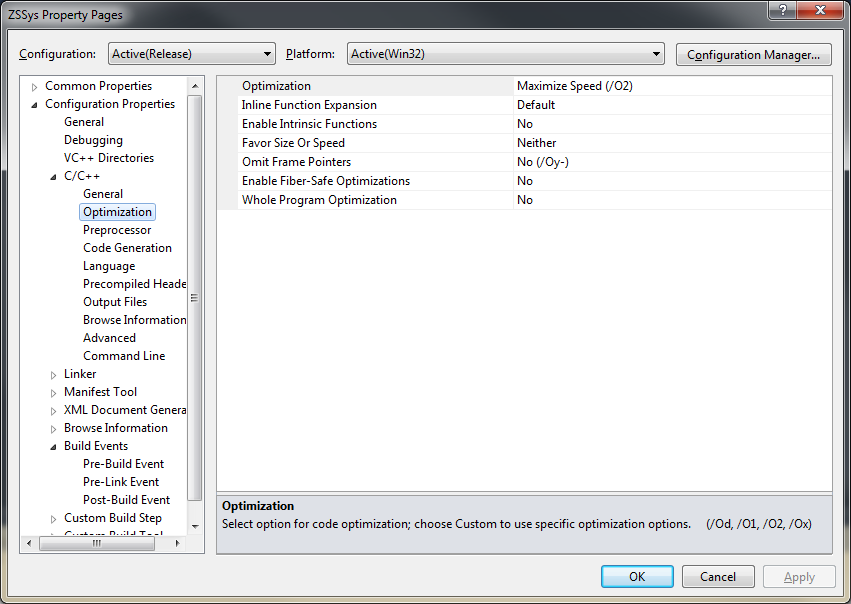 ZSSys Property Pages
Configuration: Active(Release) Platform: Active(Win32) Configuration Manager...
Common Properties
Configuration Properties
General
Debugging
VC++ Directories
C/C++
General
Optimization
Preprocessor
Code Generation
Language
Precompiled Heade
Output Files
Browse Information
Advanced
Command Line
Linker
Manifest Tool
XML Document Genera
Browse Information
Build Events
Pre-Build Event
Pre-Link Event
Post-Build Event
Custom Build Step
Custom Build Tool
Optimization Maximize Speed (/O2)
Inline Function Expansion Default
Enable Intrinsic Functions No
Favor Size Or Speed Neither
Omit Frame Pointers No (/Oy-)
Enable Fiber-Safe Optimizations No
Whole Program Optimization No
Optimization
Select option for code optimization; choose Custom to use specific optimization options. (/Od, /O1, /O2, /Ox)
OK Cancel Apply